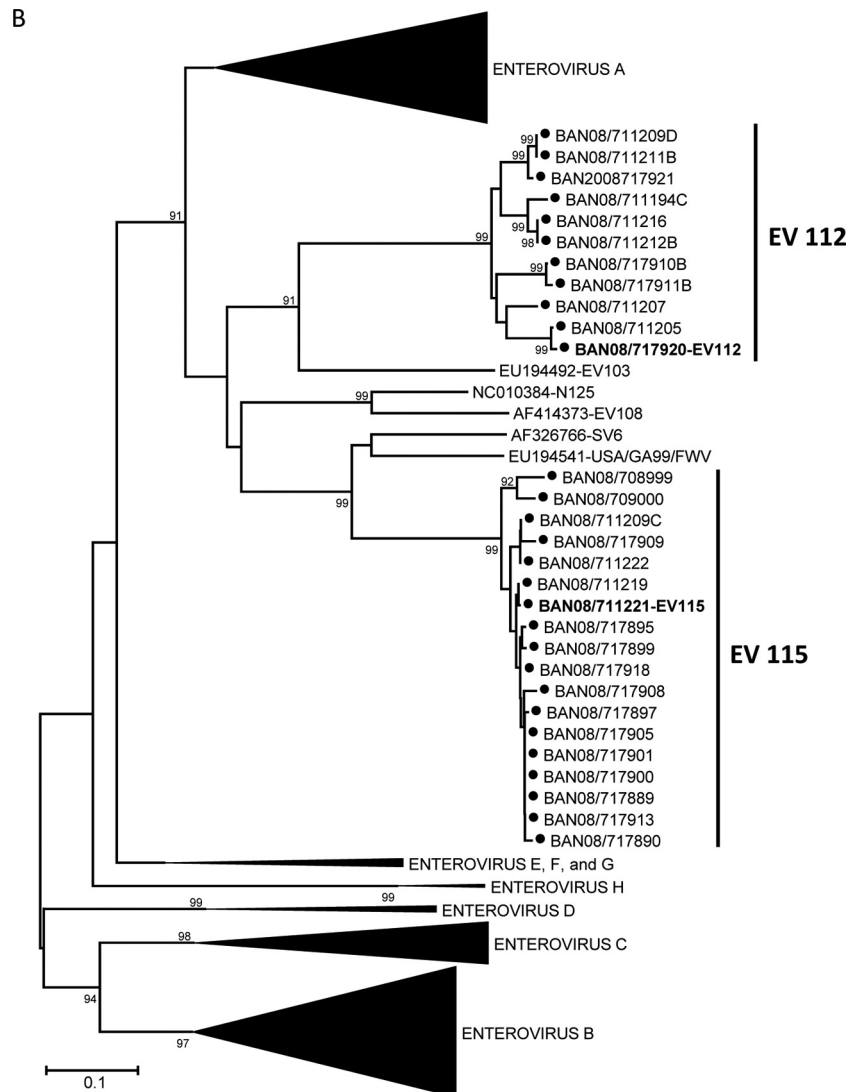 B
ENTEROVIRUS A
99
BAN08/711209D
99
BAN08/711211B
BAN2008717921
BAN08/711194C
91
99
BAN08/711216
99
98
BAN08/711212B
EV 112
99
BAN08/717910B
BAN08/717911B
91
BAN08/711207
BAN08/711205
99
BAN08/717920-EV112
EU194492-EV103
99
NC010384-N125
AF414373-EV108
AF326766-SV6
EU194541-USA/GA99/FWV
92
BAN08/708999
99
BAN08/709000
BAN08/711209C
99
BAN08/717909
BAN08/711222
BAN08/711219
BAN08/711221-EV115
BAN08/717895
BAN08/717899
EV 115
BAN08/717918
BAN08/717908
BAN08/717897
BAN08/717905
BAN08/717901
BAN08/717900
BAN08/717889
BAN08/717913
BAN08/717890
ENTEROVIRUS E, F, and G
ENTEROVIRUS H
99
99
ENTEROVIRUS D
98
ENTEROVIRUS C
94
97
ENTEROVIRUS B
0.1